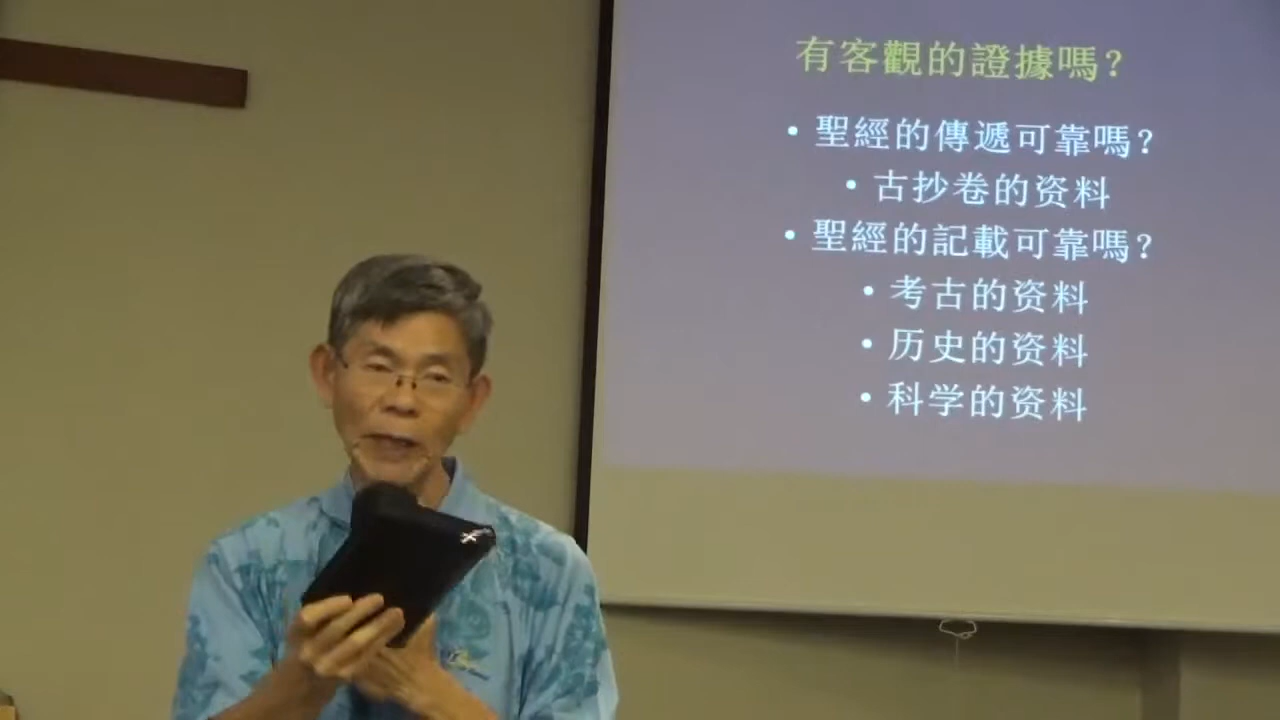 有客觀的證據嗎?
• 聖經的傳遞可靠嗎?
• 古抄卷的资料
• 聖經的記載可靠嗎?
• 考古的资料
• 历史的资料
• 科学的资料